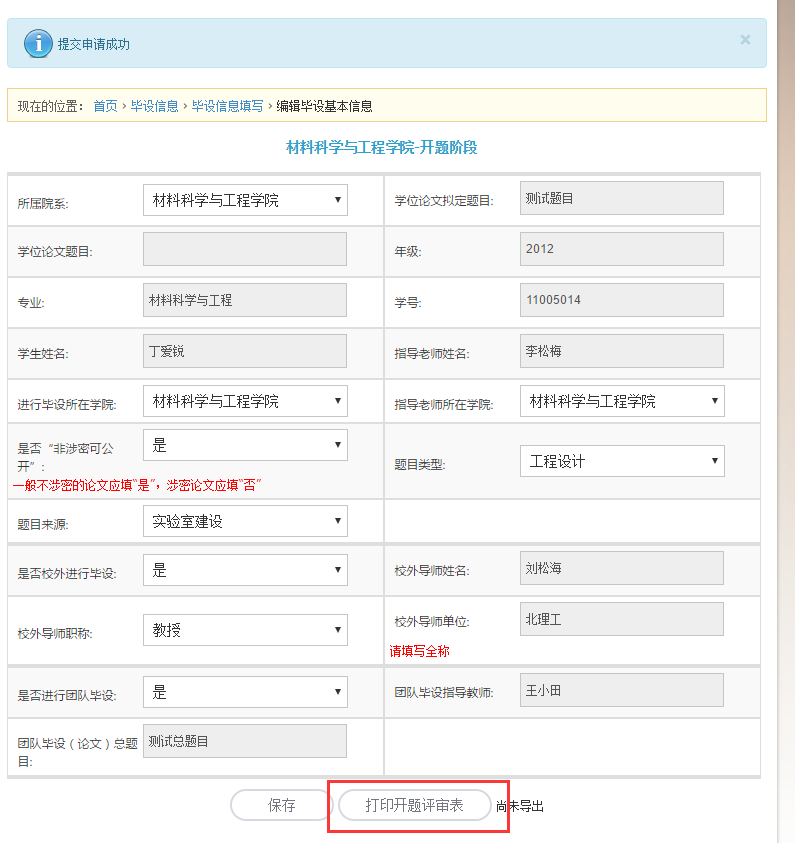 提交申请成功 ×
现在的位置： 首页 › 毕设信息 › 毕设信息填写 › 编辑毕设基本信息
材料科学与工程学院-开题阶段
所属院系: 材料科学与工程学院 学位论文拟定题目: 测试题目
学位论文题目: 年级: 2012
专业: 材料科学与工程 学号: 11005014
学生姓名: 丁爱锐 指导老师姓名: 李松梅
进行毕设所在学院: 材料科学与工程学院 指导老师所在学院: 材料科学与工程学院
是否“非涉密可公开”: 是 题目类型: 工程设计
一般不涉密的论文应填“是”，涉密论文应填“否”
题目来源: 实验室建设
是否校外进行毕设: 是 校外导师姓名: 刘松海
校外导师职称: 教授 校外导师单位: 北理工
请填写全称
是否进行团队毕设: 是 团队毕设指导教师: 王小田
团队毕设（论文）总题目: 测试总题目
保存 打印开题评审表 尚未导出